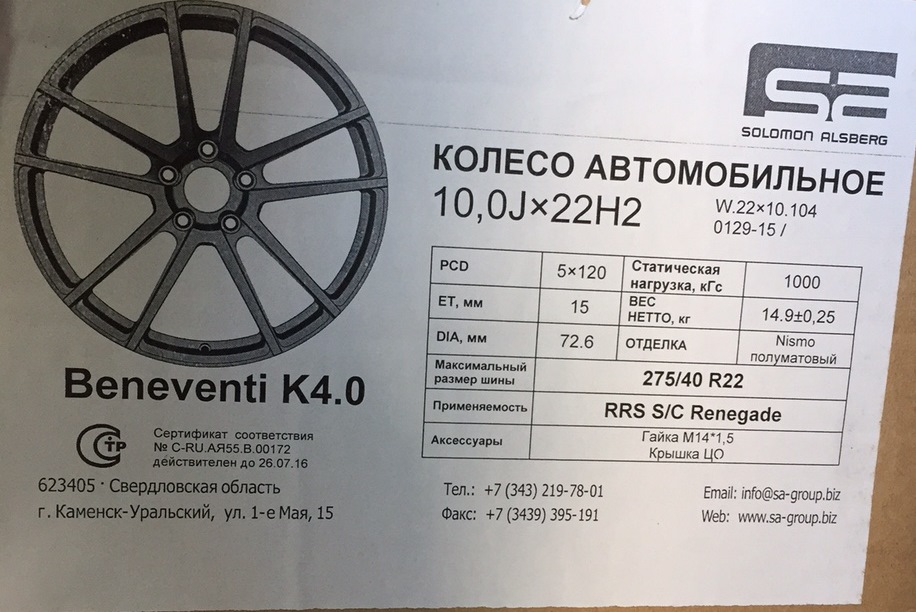 SOLOMON ALSBERG
КОЛЕСО АВТОМОБИЛЬНОЕ
10,0J×22H2
W.22×10.104
0129-15 /
PCD 5×120 Статическая нагрузка, кГс 1000
ET, мм 15 ВЕС НЕТТО, кг 14.9±0,25
DIA, мм 72.6 ОТДЕЛКА Nismo полуматовый
Максимальный размер шины 275/40 R22
Применяемость RRS S/C Renegade
Аксессуары Гайка М14*1,5
Крышка ЦО
Beneventi K4.0
Сертификат соответствия
№ C-RU.АЯ55.В.00172
действителен до 26.07.16
623405 · Свердловская область
г. Каменск-Уральский, ул. 1-е Мая, 15
Тел.: +7 (343) 219-78-01
Факс: +7 (3439) 395-191
Email: info@sa-group.biz
Web: www.sa-group.biz